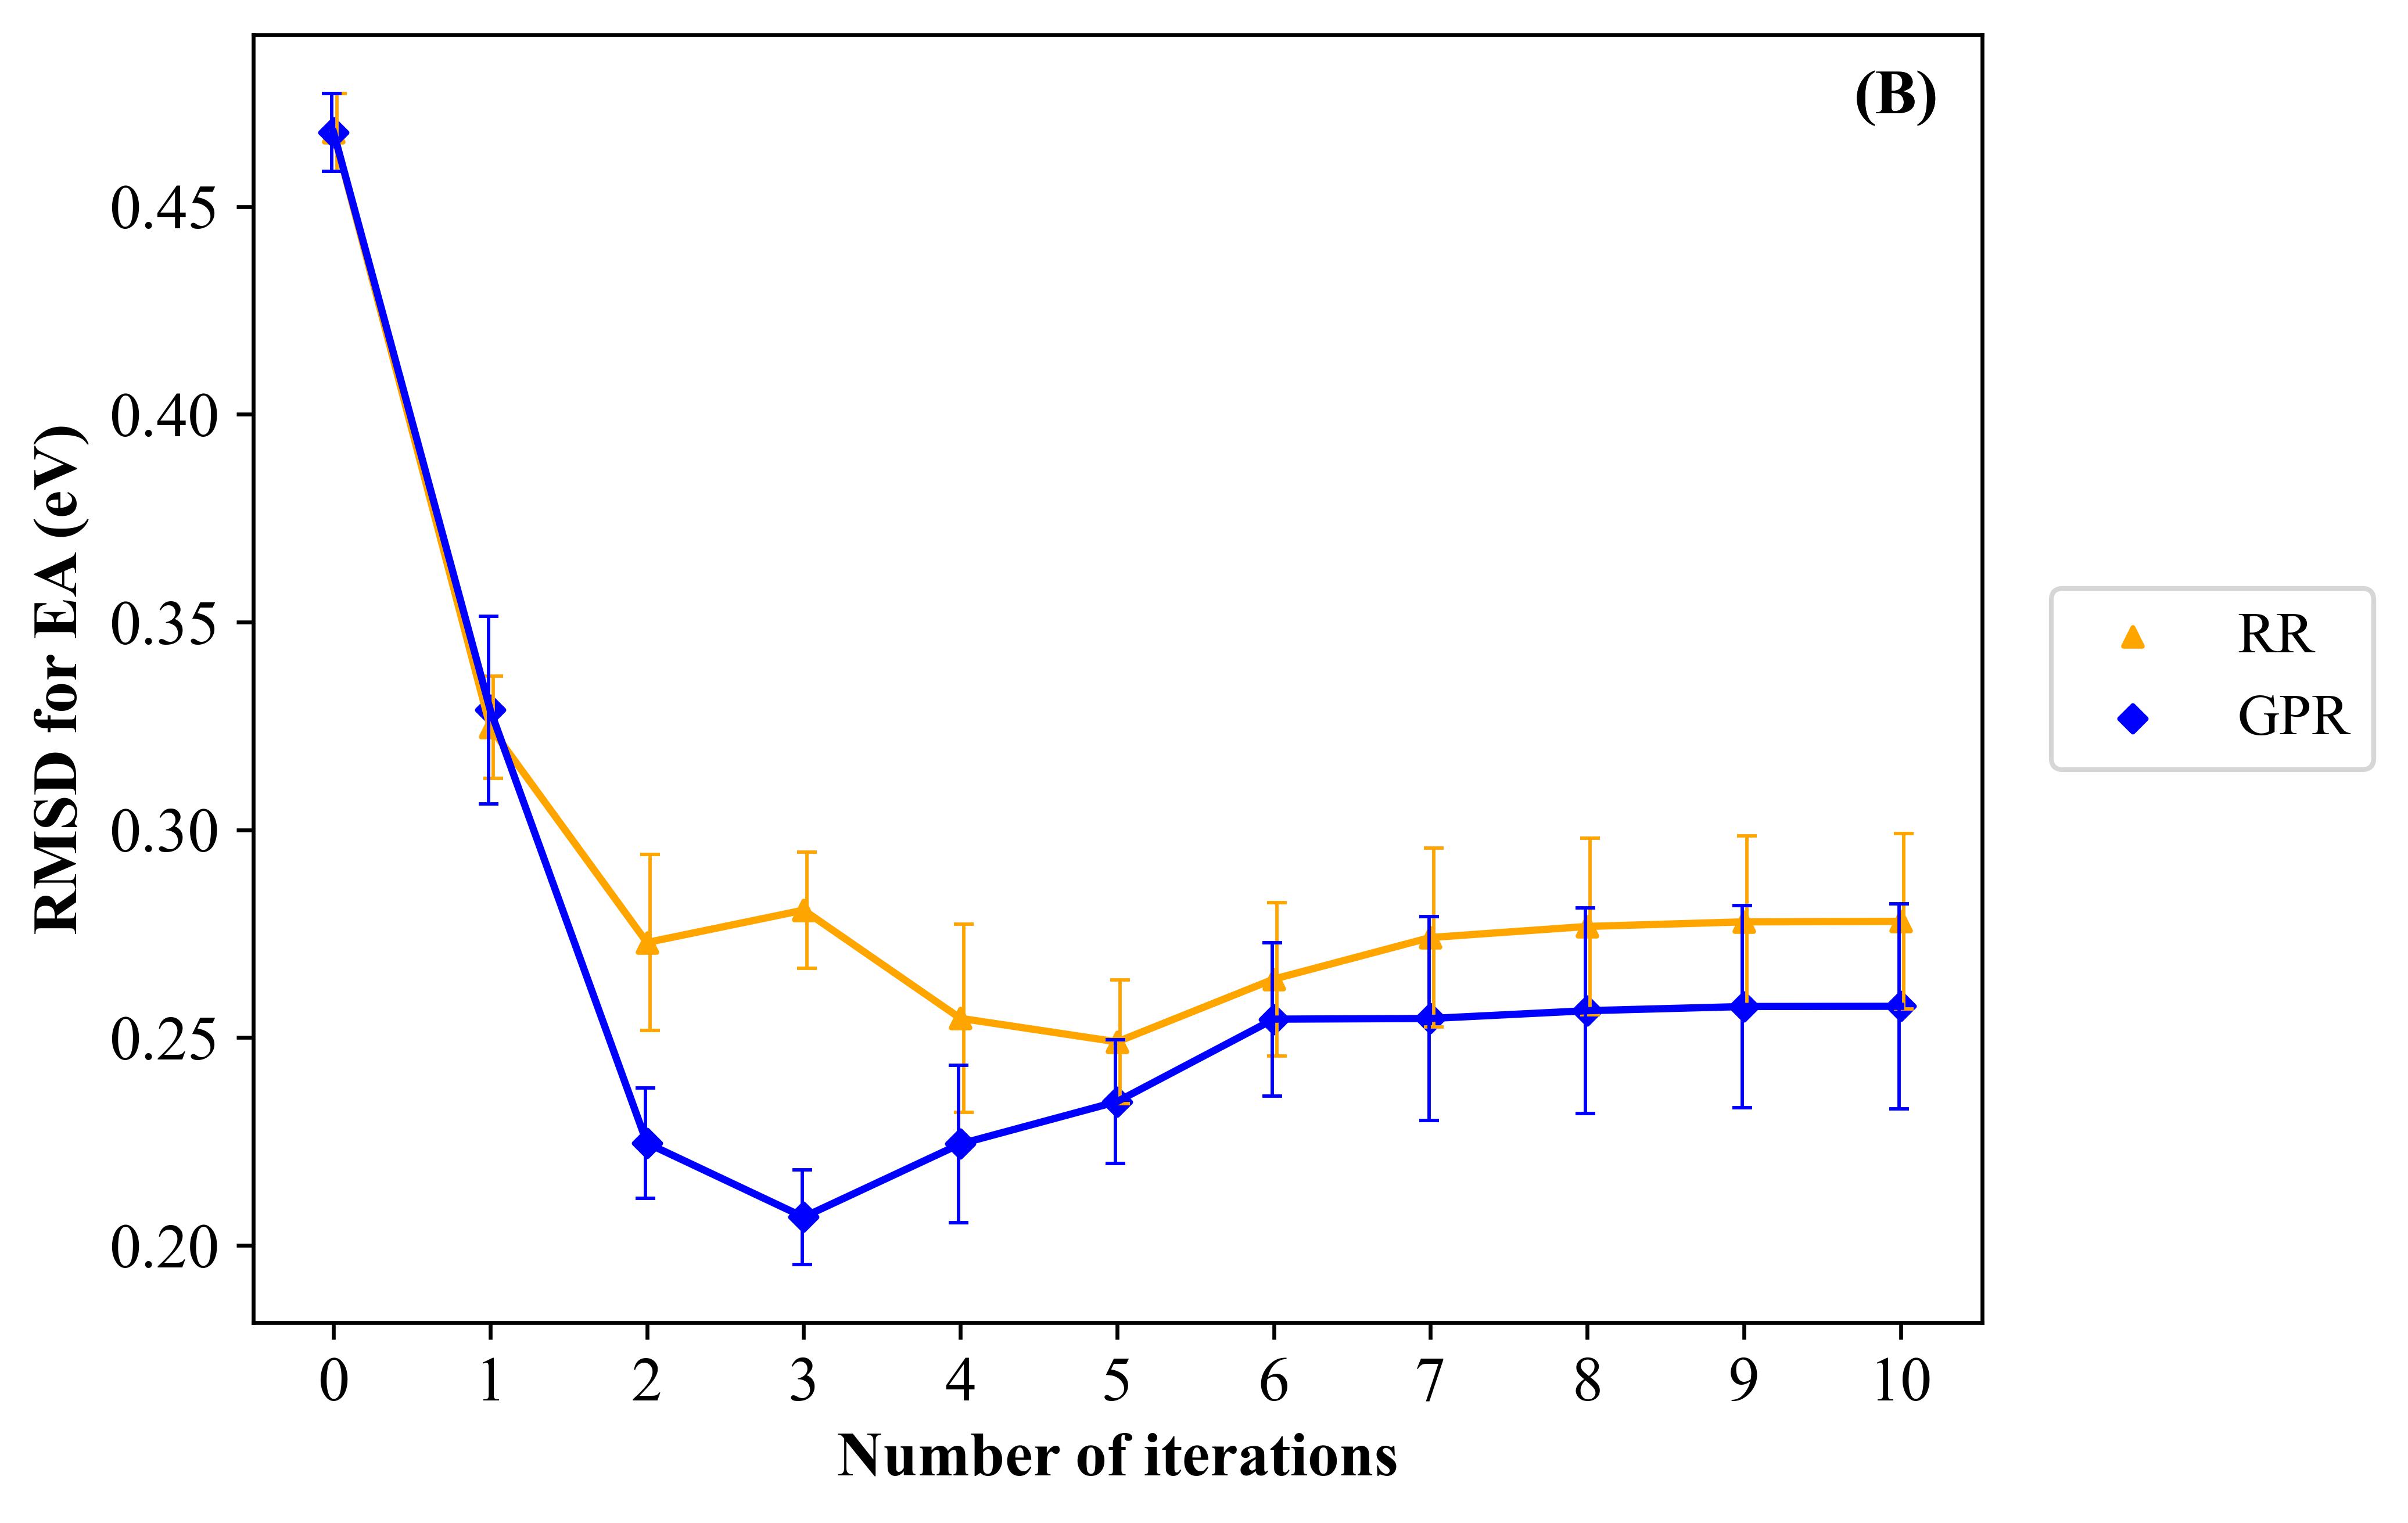 (B)
0.45
0.40
0.35
0.30
0.25
0.20
RMSD for EA (eV)
RR
GPR
0 1 2 3 4 5 6 7 8 9 10
Number of iterations